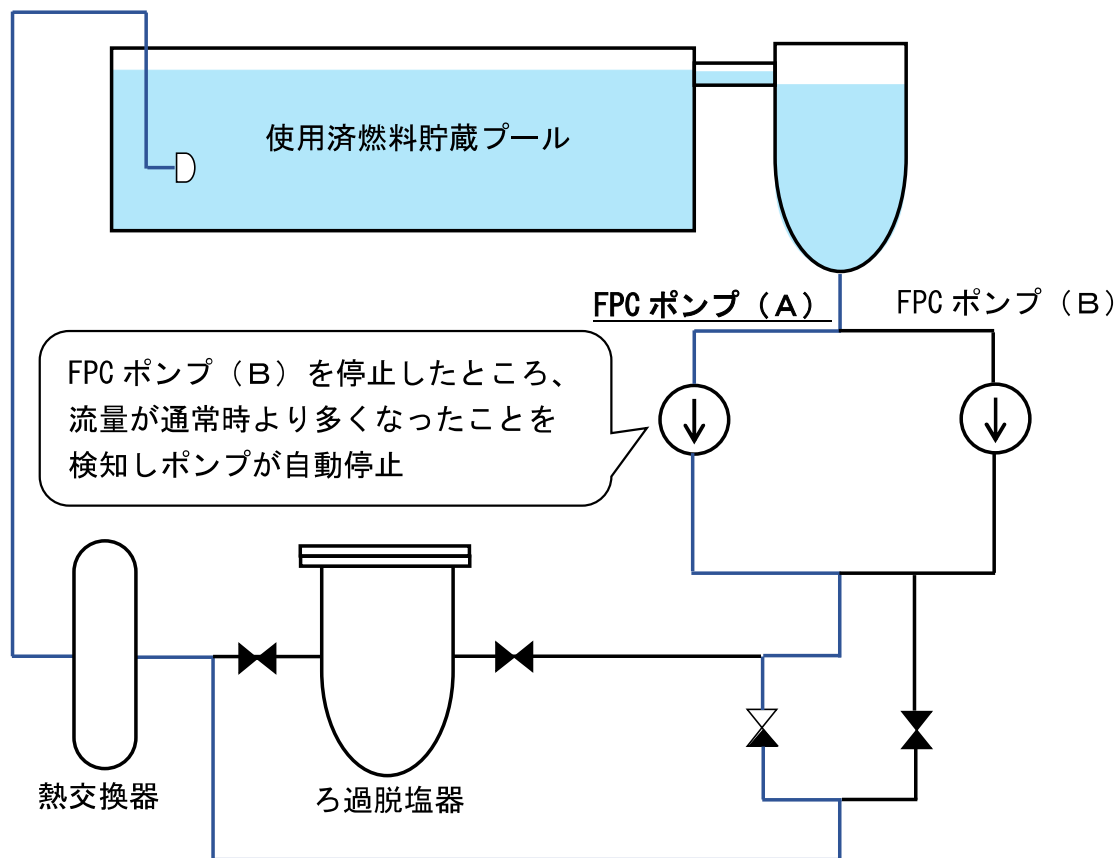 使用済燃料貯蔵プール
FPC ポンプ（A）
FPC ポンプ（B）
FPC ポンプ（B）を停止したところ、
流量が通常時より多くなったことを
検知しポンプが自動停止
熱交換器
ろ過脱塩器